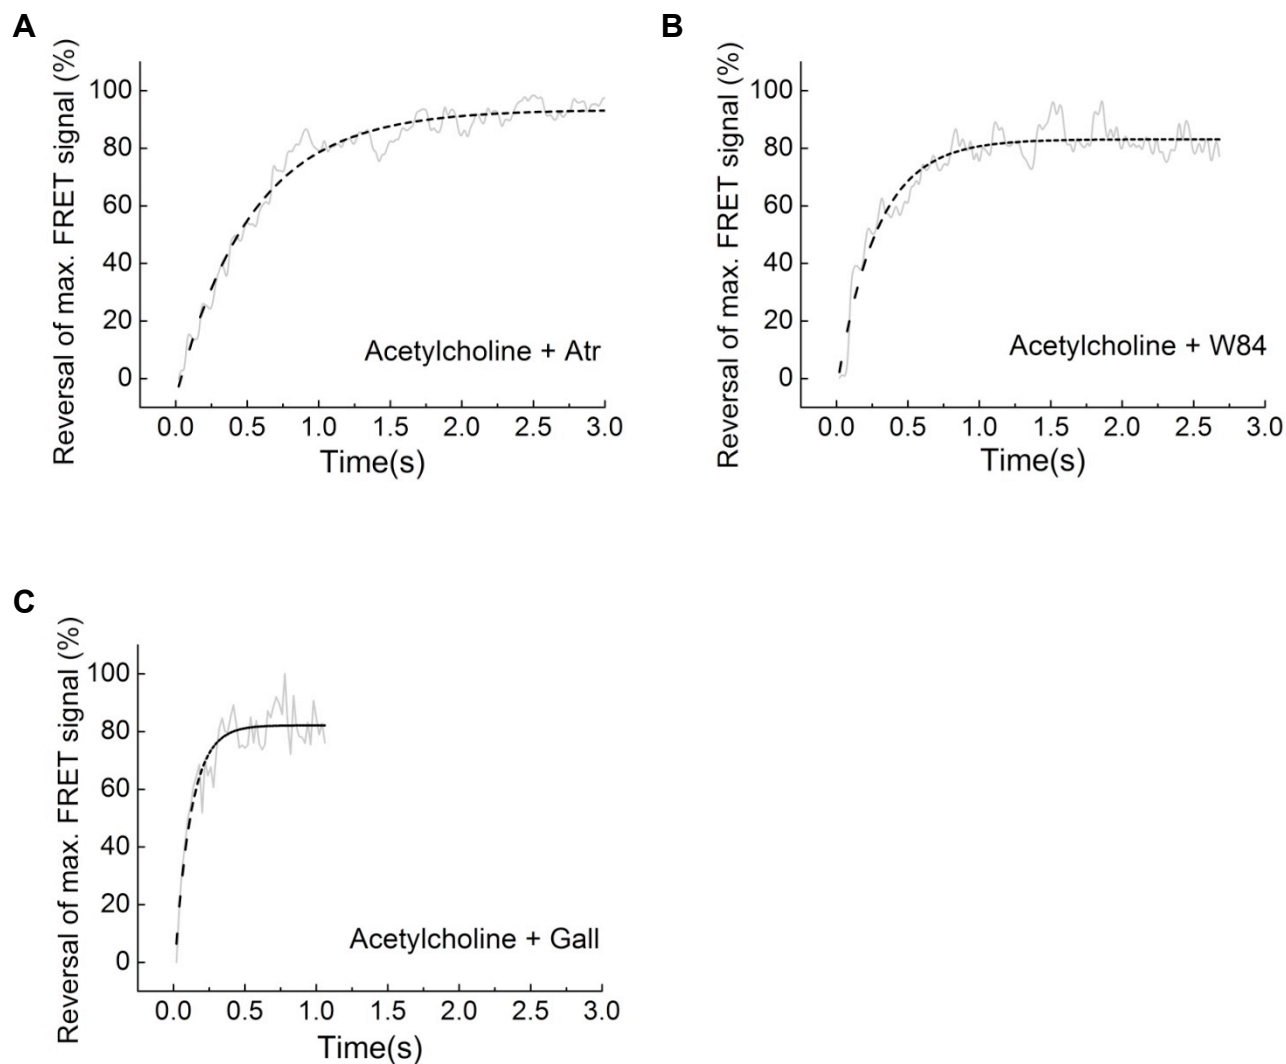 A
Reversal of max. FRET signal (%)
100
80
60
40
20
0
Acetylcholine + Atr
0.0 0.5 1.0 1.5 2.0 2.5 3.0
Time(s)
B
Reversal of max. FRET signal (%)
100
80
60
40
20
0
Acetylcholine + W84
0.0 0.5 1.0 1.5 2.0 2.5 3.0
Time(s)
C
Reversal of max. FRET signal (%)
100
80
60
40
20
0
Acetylcholine + Gall
0.0 0.5 1.0 1.5 2.0 2.5 3.0
Time(s)